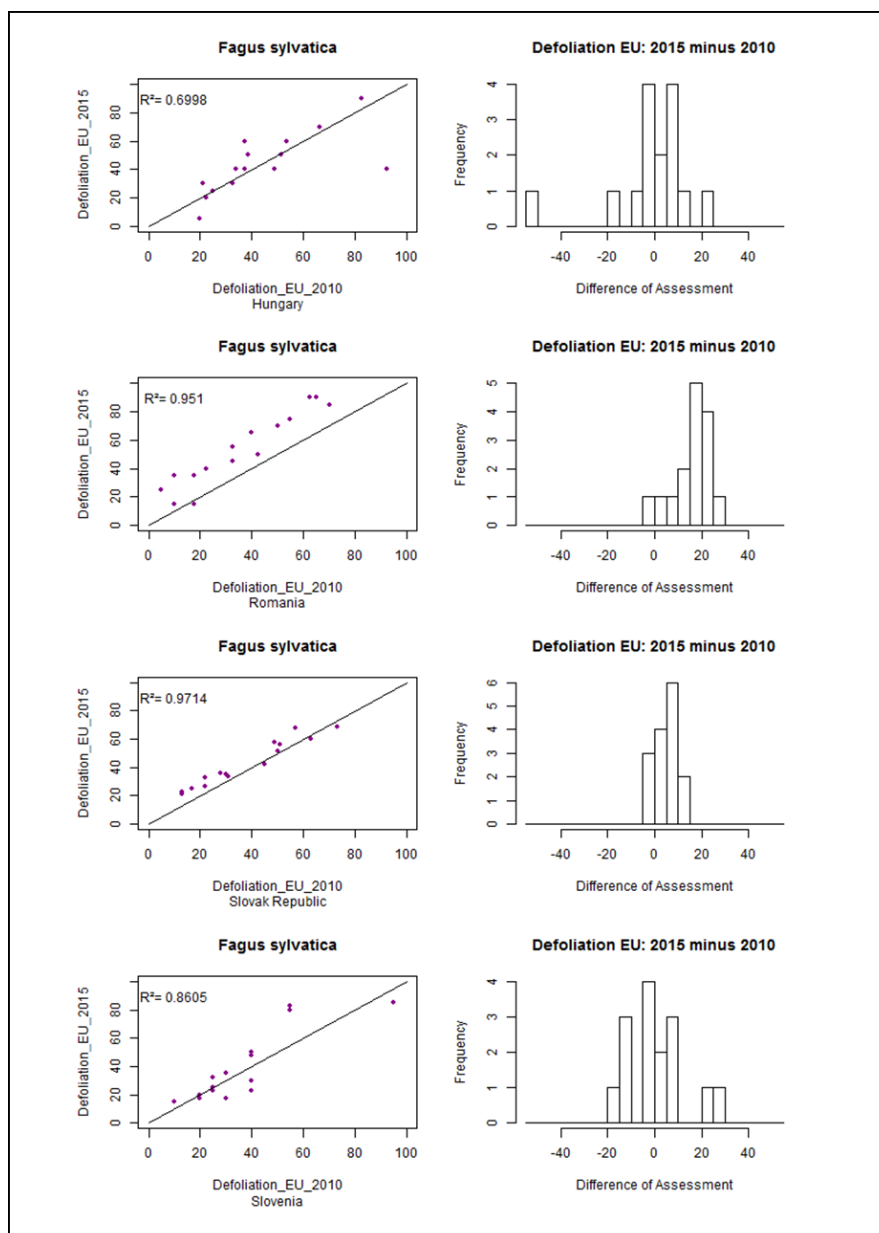 Fagus sylvatica
R²= 0.6998
Defoliation_EU_2015
0 20 40 60 80
0 20 40 60 80 100
Defoliation_EU_2010
Hungary
Defoliation EU: 2015 minus 2010
Frequency
0 1 2 3 4
-40 -20 0 20 40
Difference of Assessment
Fagus sylvatica
R²= 0.951
Defoliation_EU_2015
0 20 40 60 80
0 20 40 60 80 100
Defoliation_EU_2010
Romania
Defoliation EU: 2015 minus 2010
Frequency
0 1 2 3 4 5
-40 -20 0 20 40
Difference of Assessment
Fagus sylvatica
R²= 0.9714
Defoliation_EU_2015
0 20 40 60 80
0 20 40 60 80 100
Defoliation_EU_2010
Slovak Republic
Defoliation EU: 2015 minus 2010
Frequency
0 1 2 3 4 5 6
-40 -20 0 20 40
Difference of Assessment
Fagus sylvatica
R²= 0.8605
Defoliation_EU_2015
0 20 40 60 80
0 20 40 60 80 100
Defoliation_EU_2010
Slovenia
Defoliation EU: 2015 minus 2010
Frequency
0 1 2 3 4
-40 -20 0 20 40
Difference of Assessment